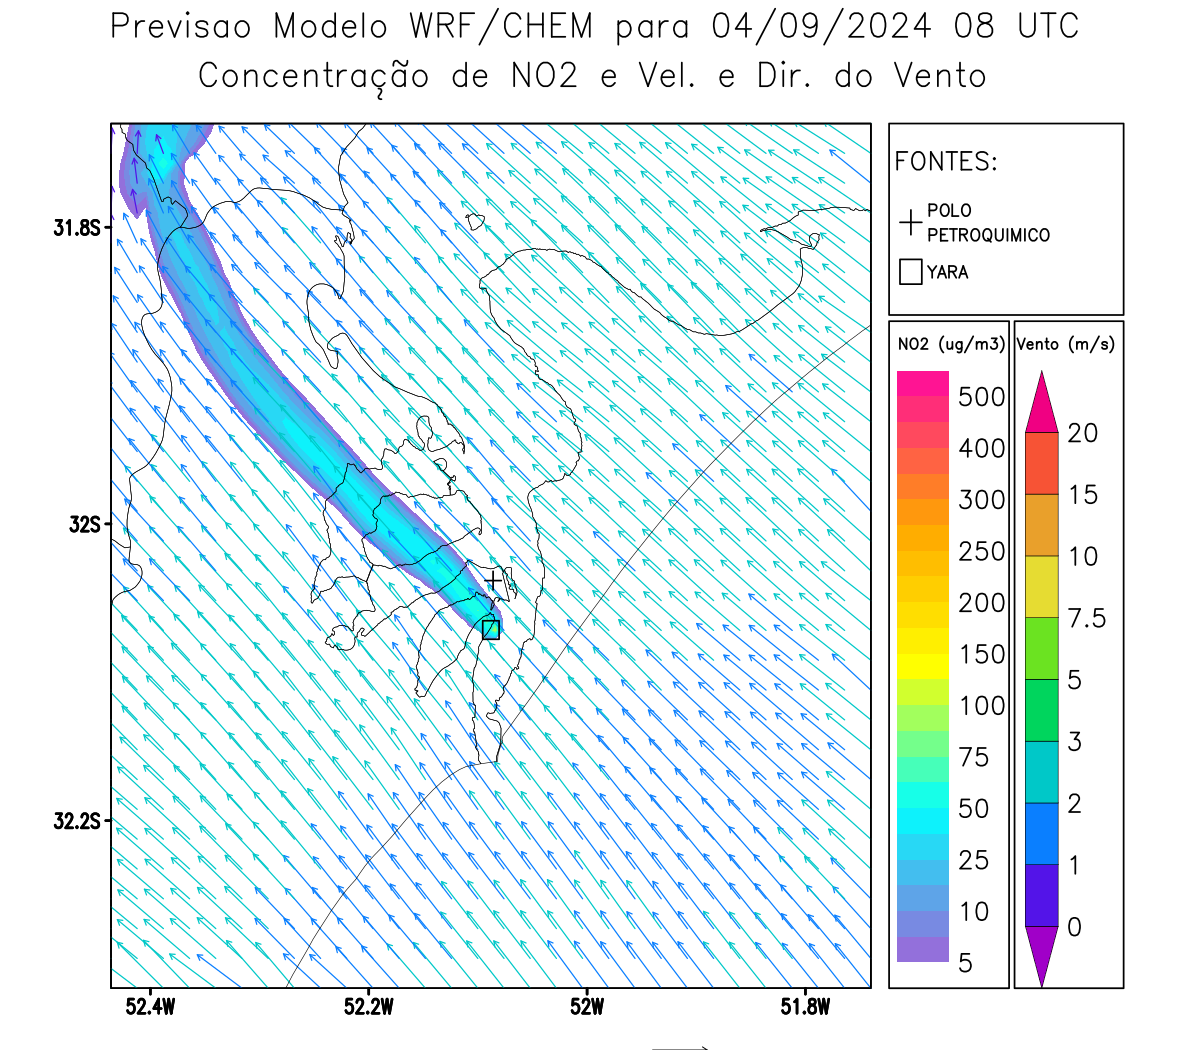 Previsao Modelo WRF/CHEM para 04/09/2024 08 UTC
Concentração de NO2 e Vel. e Dir. do Vento
FONTES:
POLO
PETROQUIMICO
YARA
NO2 (ug/m3)
500
400
300
250
200
150
100
75
50
25
10
5
Vento (m/s)
20
15
10
7.5
5
3
2
1
0
31.8S
32S
32.2S
52.4W
52.2W
52W
51.8W